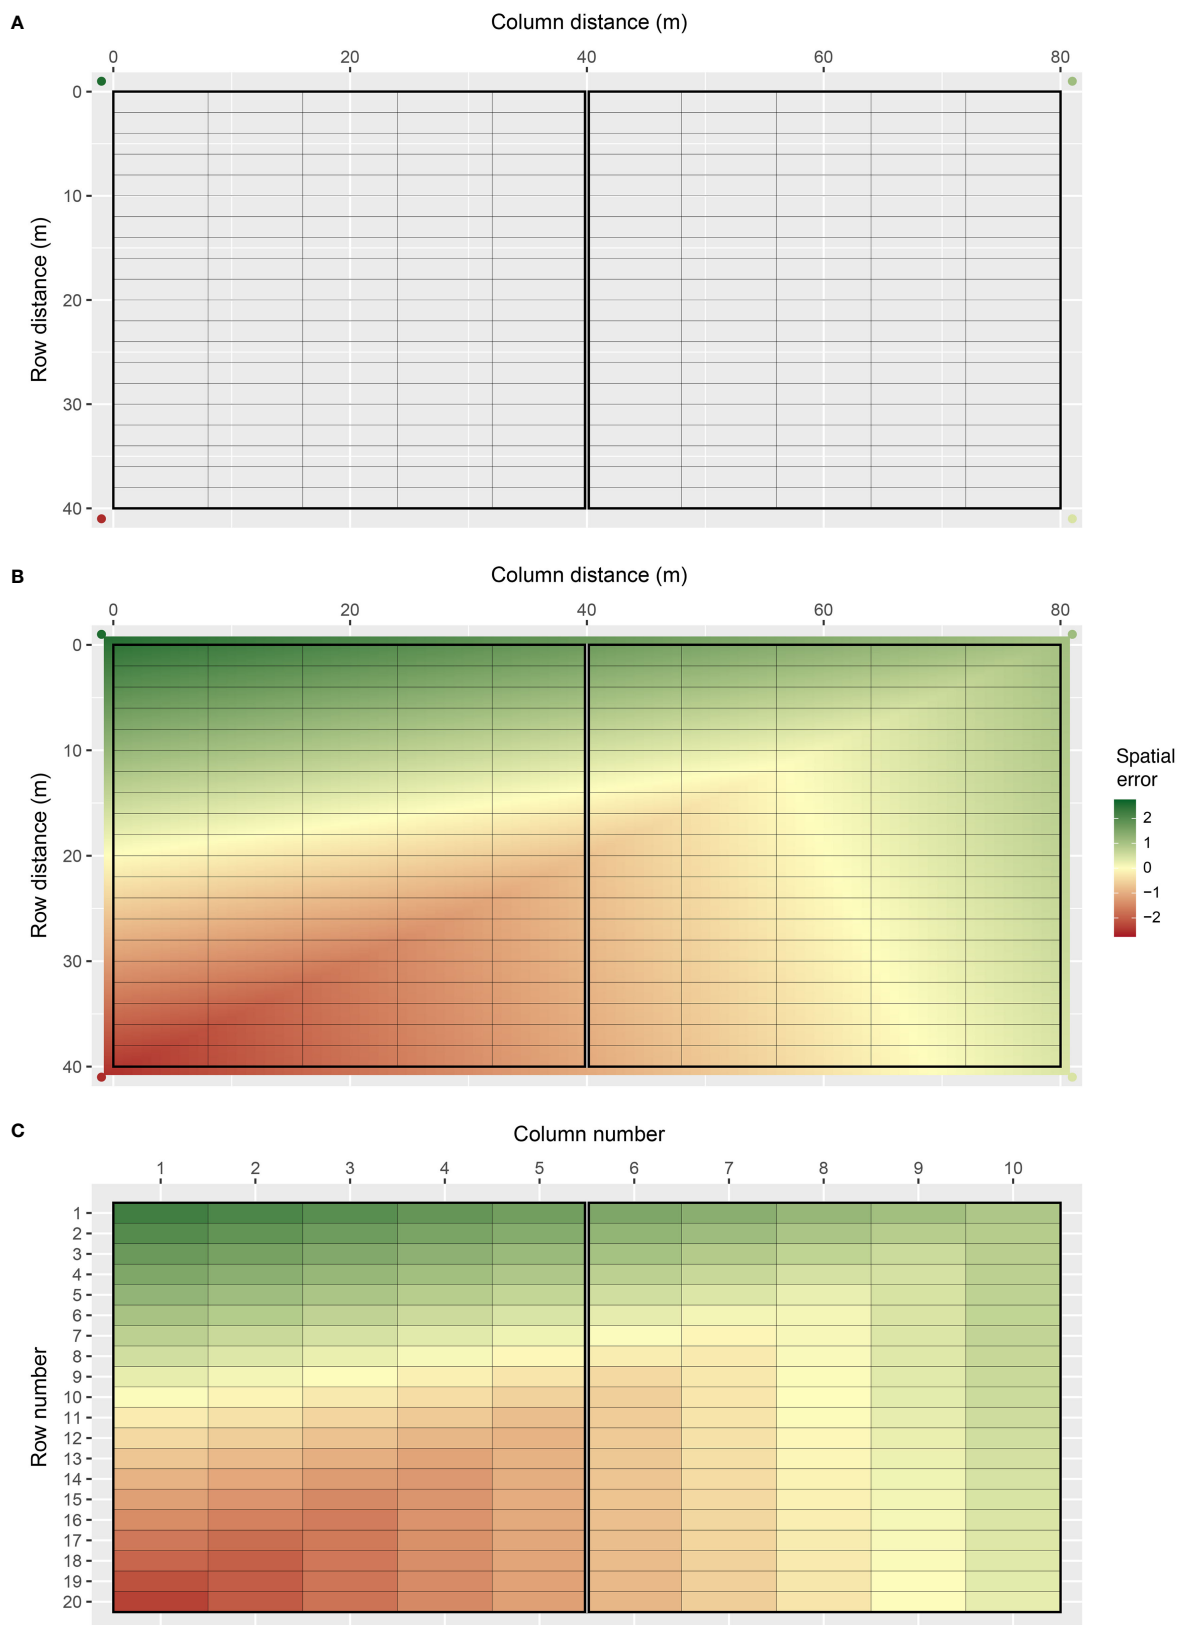 A
Column distance (m)
0 20 40 60 80
0
10
20
30
40
Row distance (m)
B
Column distance (m)
0 20 40 60 80
0
10
20
30
40
Row distance (m)
Spatial
error
2
1
0
−1
−2
C
Column number
1 2 3 4 5 6 7 8 9 10
1
2
3
4
5
6
7
8
9
10
11
12
13
14
15
16
17
18
19
20
Row number